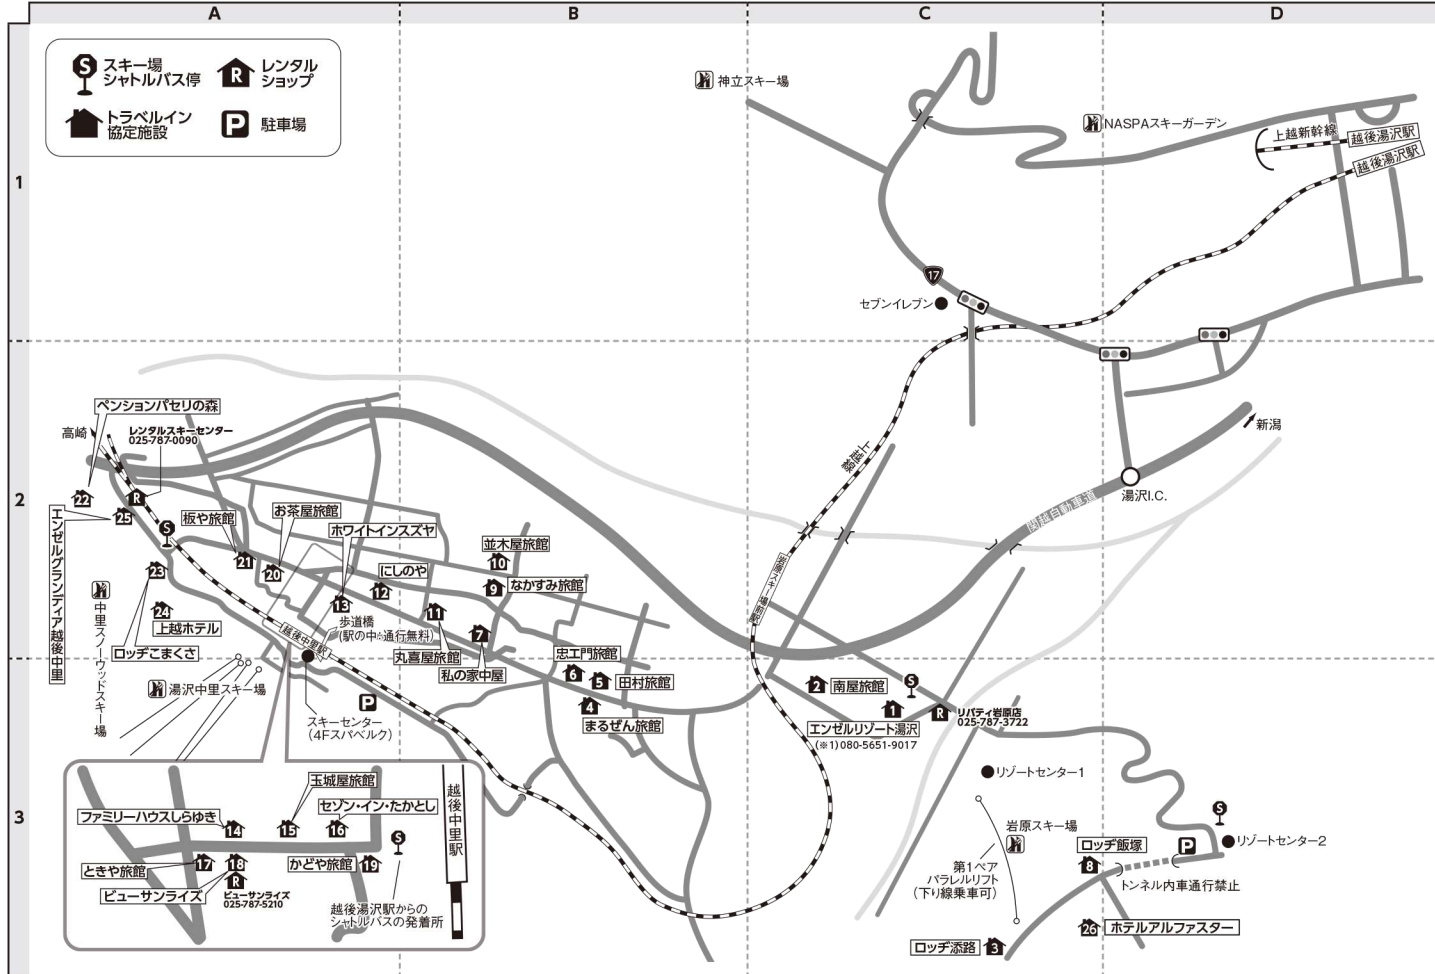 A
B
C
D
1
2
3
S
スキー場
シャトルバス停
R
レンタル
ショップ
トラベルイン
協定施設
P
駐車場
神立スキー場
NASPAスキーガーデン
上越新幹線
越後湯沢駅
越後湯沢駅
17
セブンイレブン
ペンションパセリの森
高崎
レンタルスキーセンター
025-787-0090
新潟
上越線
湯沢I.C.
関越自動車道
22
R
25
S
板や旅館
お茶屋旅館
ホワイトインスズヤ
並木屋旅館
10
エンゼルグランディア越後中里
21
20
23
にしのや
12
9
なかすみ旅館
岩原スキー場前駅
中里スノーウッドスキー場
24
上越ホテル
13
11
歩道橋
(駅の中☆通行無料)
7
ロッヂこまくさ
越後中里駅
丸喜屋旅館
私の家中屋
忠エ門旅館
6
5
田村旅館
4
まるぜん旅館
湯沢中里スキー場
P
スキーセンター
(4Fスパベルク)
2
南屋旅館
S
1
R
リバティ岩原店
025-787-3722
エンゼルリゾート湯沢
(※1)080-5651-9017
リゾートセンター1
玉城屋旅館
セゾン・イン・たかとし
ファミリーハウスしらゆき
14
15
16
S
越後中里駅
ときや旅館
17
18
かどや旅館
19
R
ビューサンライズ
ビューサンライズ
025-787-5210
越後湯沢駅からの
シャトルバスの発着所
岩原スキー場
第1ペア
パラレルリフト
(下り線乗車可)
S
リゾートセンター2
P
ロッヂ飯塚
8
トンネル内車通行禁止
26
ホテルアルファスター
ロッヂ添路
3